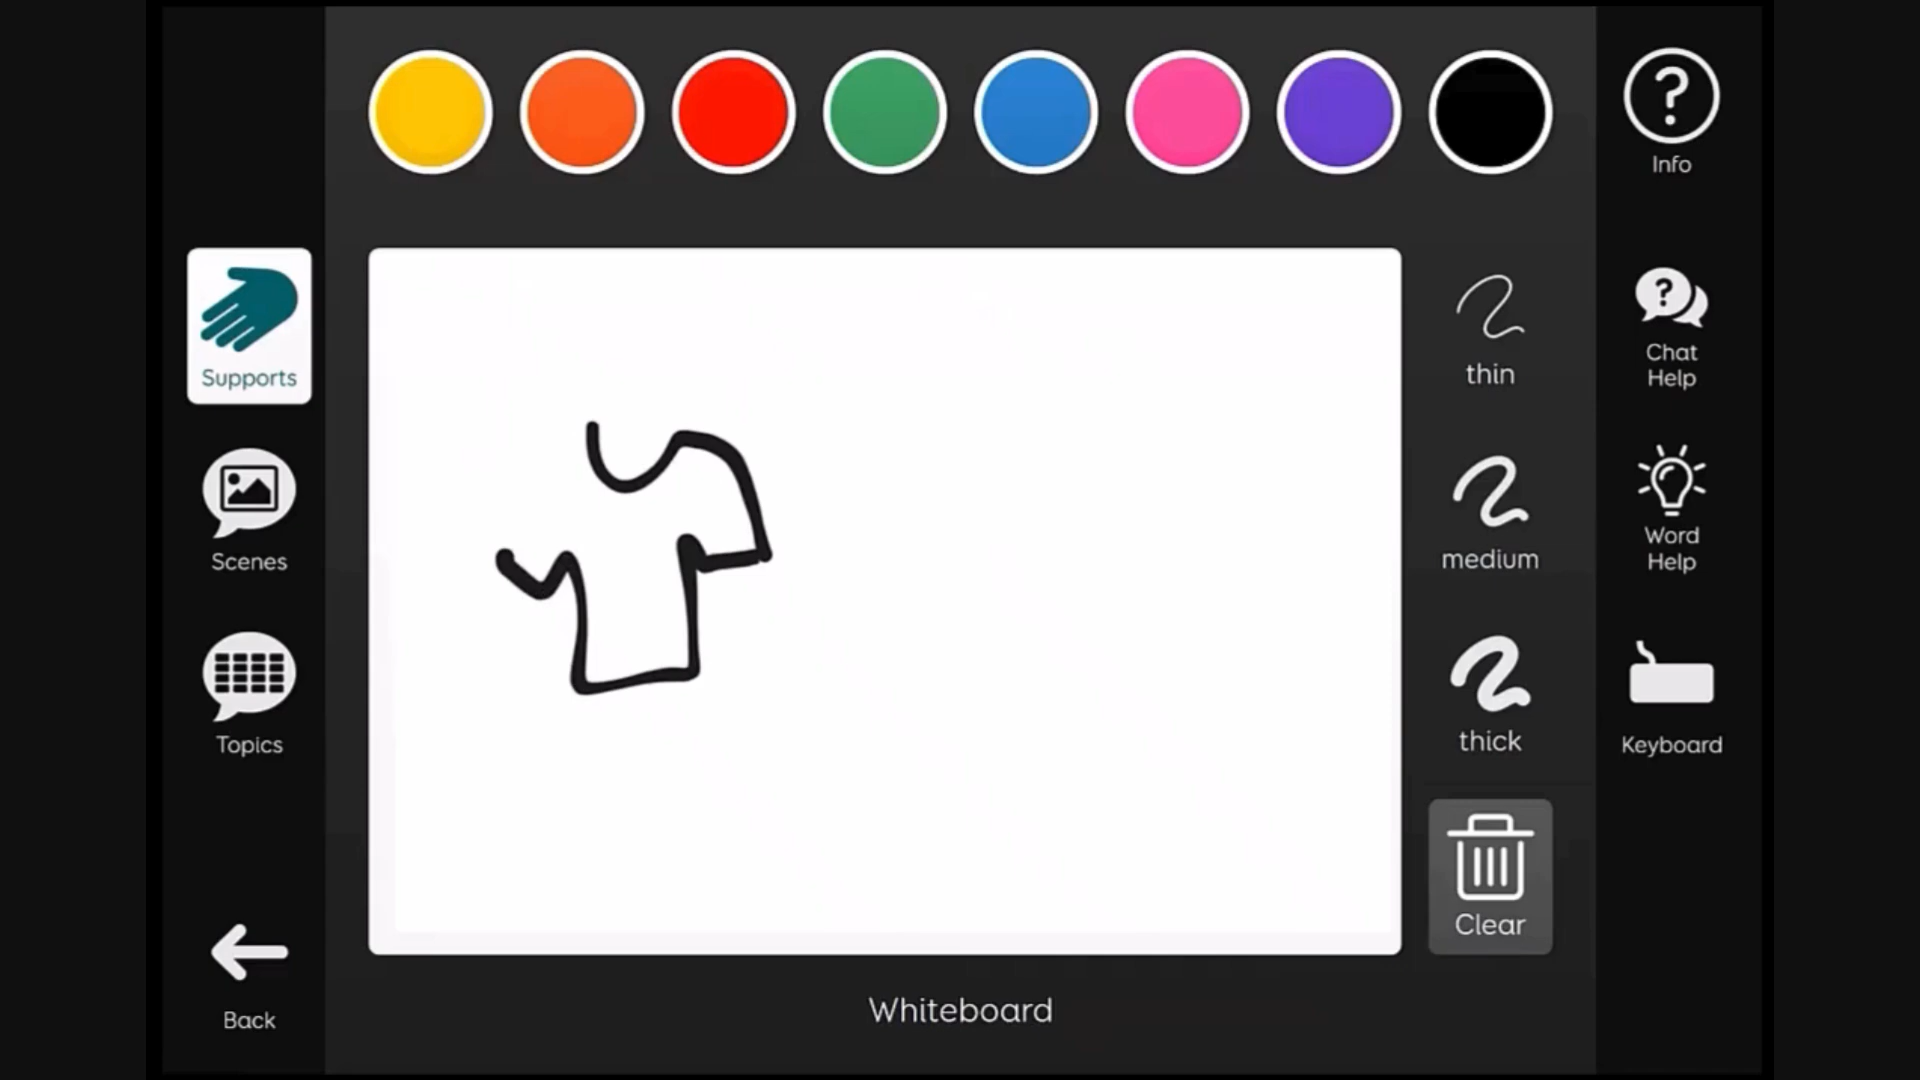 Info
Supports
thin
Chat
Help
Scenes
medium
Word
Help
Topics
thick
Keyboard
Clear
Back
Whiteboard